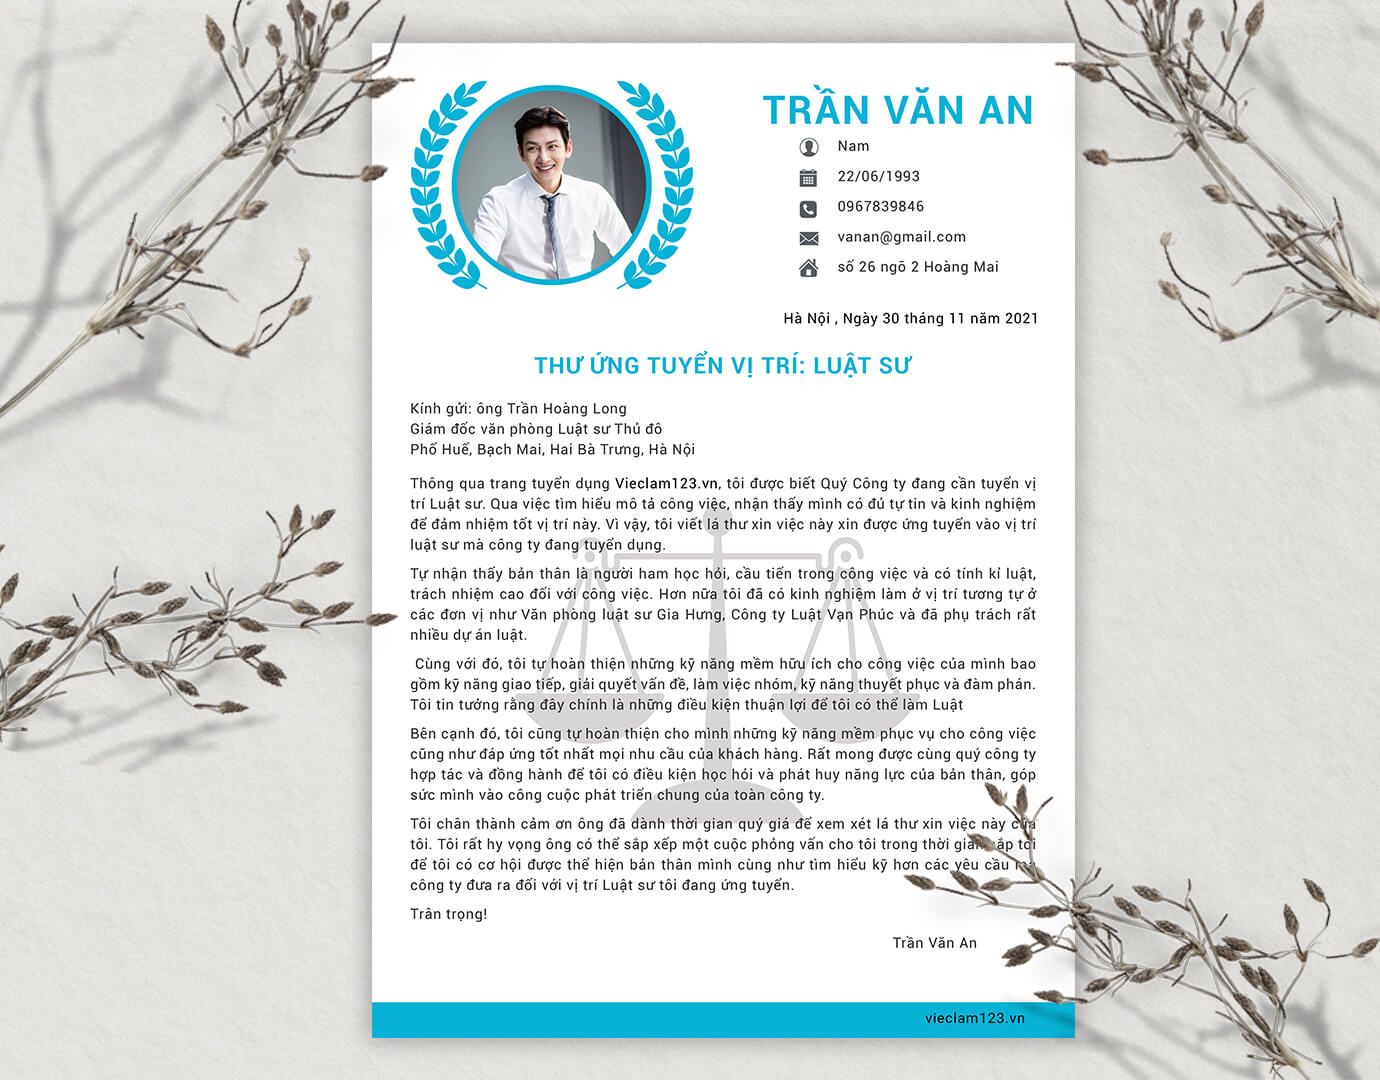 TRẦN VĂN AN
Nam
22/06/1993
0967839846
vanan@gmail.com
số 26 ngõ 2 Hoàng Mai
Hà Nội , Ngày 30 tháng 11 năm 2021
THƯ ỨNG TUYỂN VỊ TRÍ: LUẬT SƯ
Kính gửi: ông Trần Hoàng Long
Giám đốc văn phòng Luật sư Thủ đô
Phố Huế, Bạch Mai, Hai Bà Trưng, Hà Nội
Thông qua trang tuyển dụng Vieclam123.vn, tôi được biết Quý Công ty đang cần tuyển vị
trí Luật sư. Qua việc tìm hiểu mô tả công việc, nhận thấy mình có đủ tự tin và kinh nghiệm
để đảm nhiệm tốt vị trí này. Vì vậy, tôi viết lá thư xin việc này xin được ứng tuyển vào vị trí
luật sư mà công ty đang tuyển dụng.
Tự nhận thấy bản thân là người ham học hỏi, cầu tiến trong công việc và có tính kỉ luật,
trách nhiệm cao đối với công việc. Hơn nữa tôi đã có kinh nghiệm làm ở vị trí tương tự ở
các đơn vị như Văn phòng luật sư Gia Hưng, Công ty Luật Vạn Phúc và đã phụ trách rất
nhiều dự án luật.
Cùng với đó, tôi tự hoàn thiện những kỹ năng mềm hữu ích cho công việc của mình bao
gồm kỹ năng giao tiếp, giải quyết vấn đề, làm việc nhóm, kỹ năng thuyết phục và đàm phán.
Tôi tin tưởng rằng đây chính là những điều kiện thuận lợi để tôi có thể làm Luật
Bên cạnh đó, tôi cũng tự hoàn thiện cho mình những kỹ năng mềm phục vụ cho công việc
cũng như đáp ứng tốt nhất mọi nhu cầu của khách hàng. Rất mong được cùng quý công ty
hợp tác và đồng hành để tôi có điều kiện học hỏi và phát huy năng lực của bản thân, góp
sức mình vào công cuộc phát triển chung của toàn công ty.
Tôi chân thành cảm ơn ông đã dành thời gian quý giá để xem xét lá thư xin việc này của
tôi. Tôi rất hy vọng ông có thể sắp xếp một cuộc phỏng vấn cho tôi trong thời gian sắp tới
để tôi có cơ hội được thể hiện bản thân mình cũng như tìm hiểu kỹ hơn các yêu cầu
công ty đưa ra đối với vị trí Luật sư tôi đang ứng tuyển.
Trân trọng!
Trần Văn An
vieclam123.vn